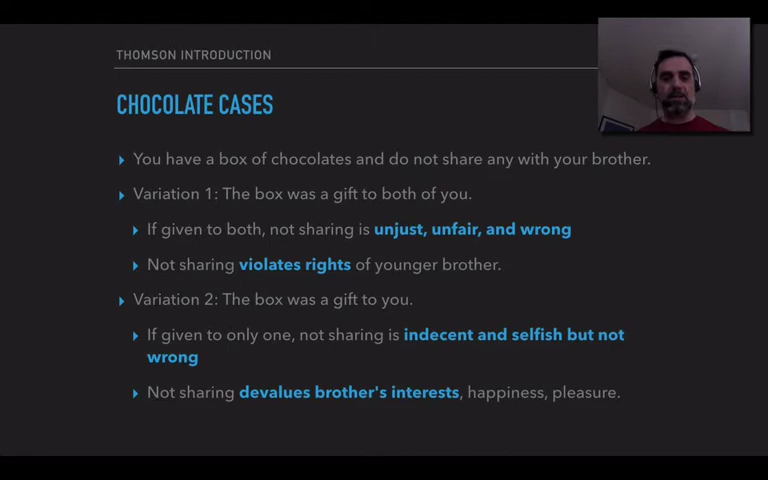 THOMSON INTRODUCTION
CHOCOLATE CASES
You have a box of chocolates and do not share any with your brother.
Variation 1: The box was a gift to both of you.
If given to both, not sharing is unjust, unfair, and wrong
Not sharing violates rights of younger brother.
Variation 2: The box was a gift to you.
If given to only one, not sharing is indecent and selfish but not
wrong
Not sharing devalues brother's interests, happiness, pleasure.